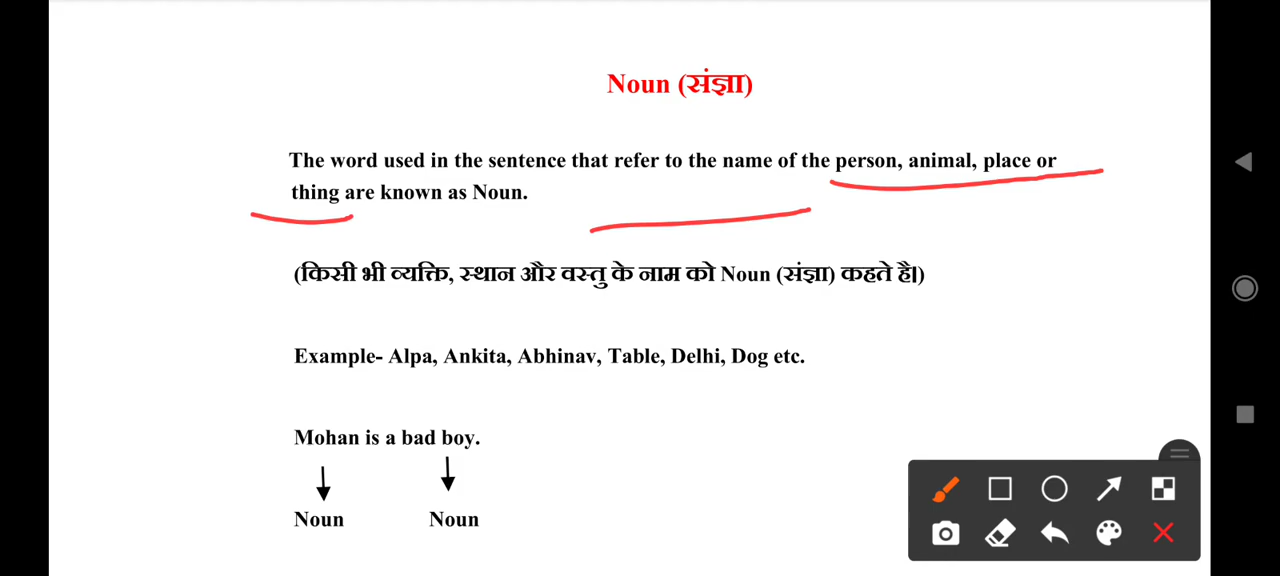 Noun (संज्ञा)
The word used in the sentence that refer to the name of the person, animal, place or
thing are known as Noun.
(किसी भी व्यक्ति, स्थान और वस्तु के नाम को Noun (संज्ञा) कहते है।)
Example- Alpa, Ankita, Abhinav, Table, Delhi, Dog etc.
Mohan is a bad boy.
Noun Noun